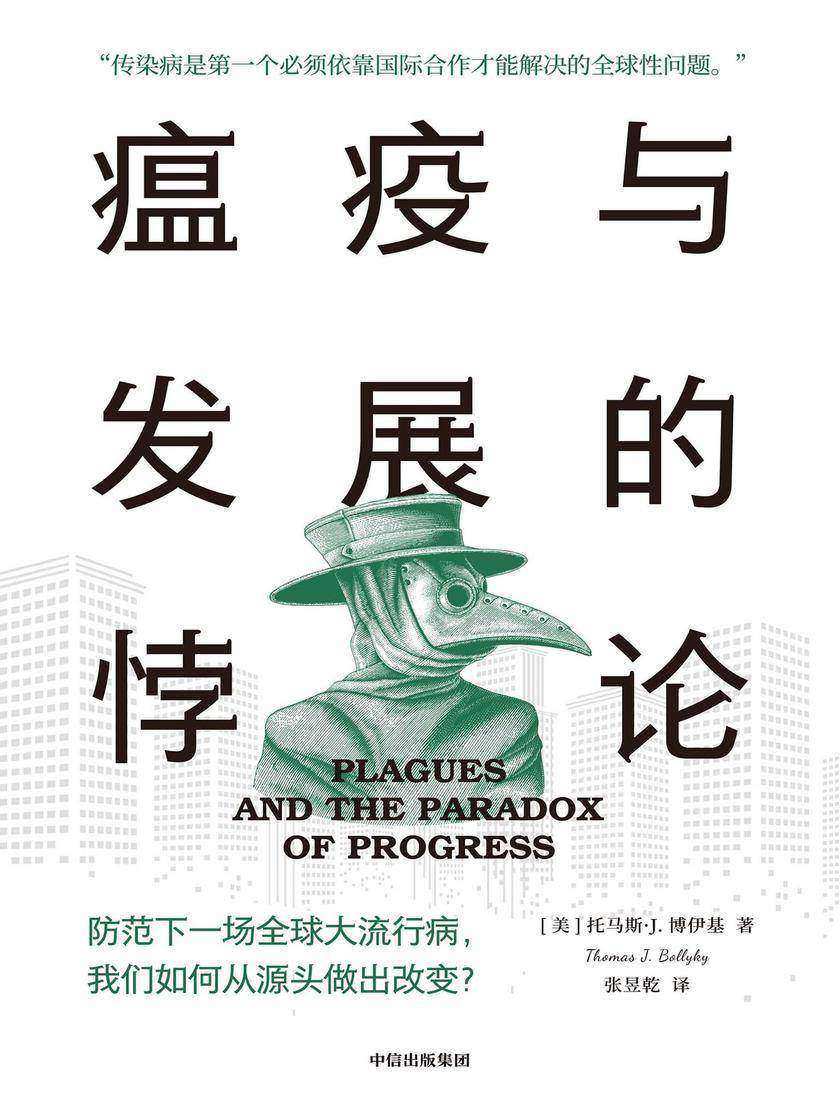 “传染病是第一个必须依靠国际合作才能解决的全球性问题。”
瘟疫与
发展的
悖论
PLAGUES
AND THE PARADOX
OF PROGRESS
防范下一场全球大流行病，
我们如何从源头做出改变？
[美]托马斯·J. 博伊基 著
Thomas J. Bollyky
张昱乾 译
中信出版集团